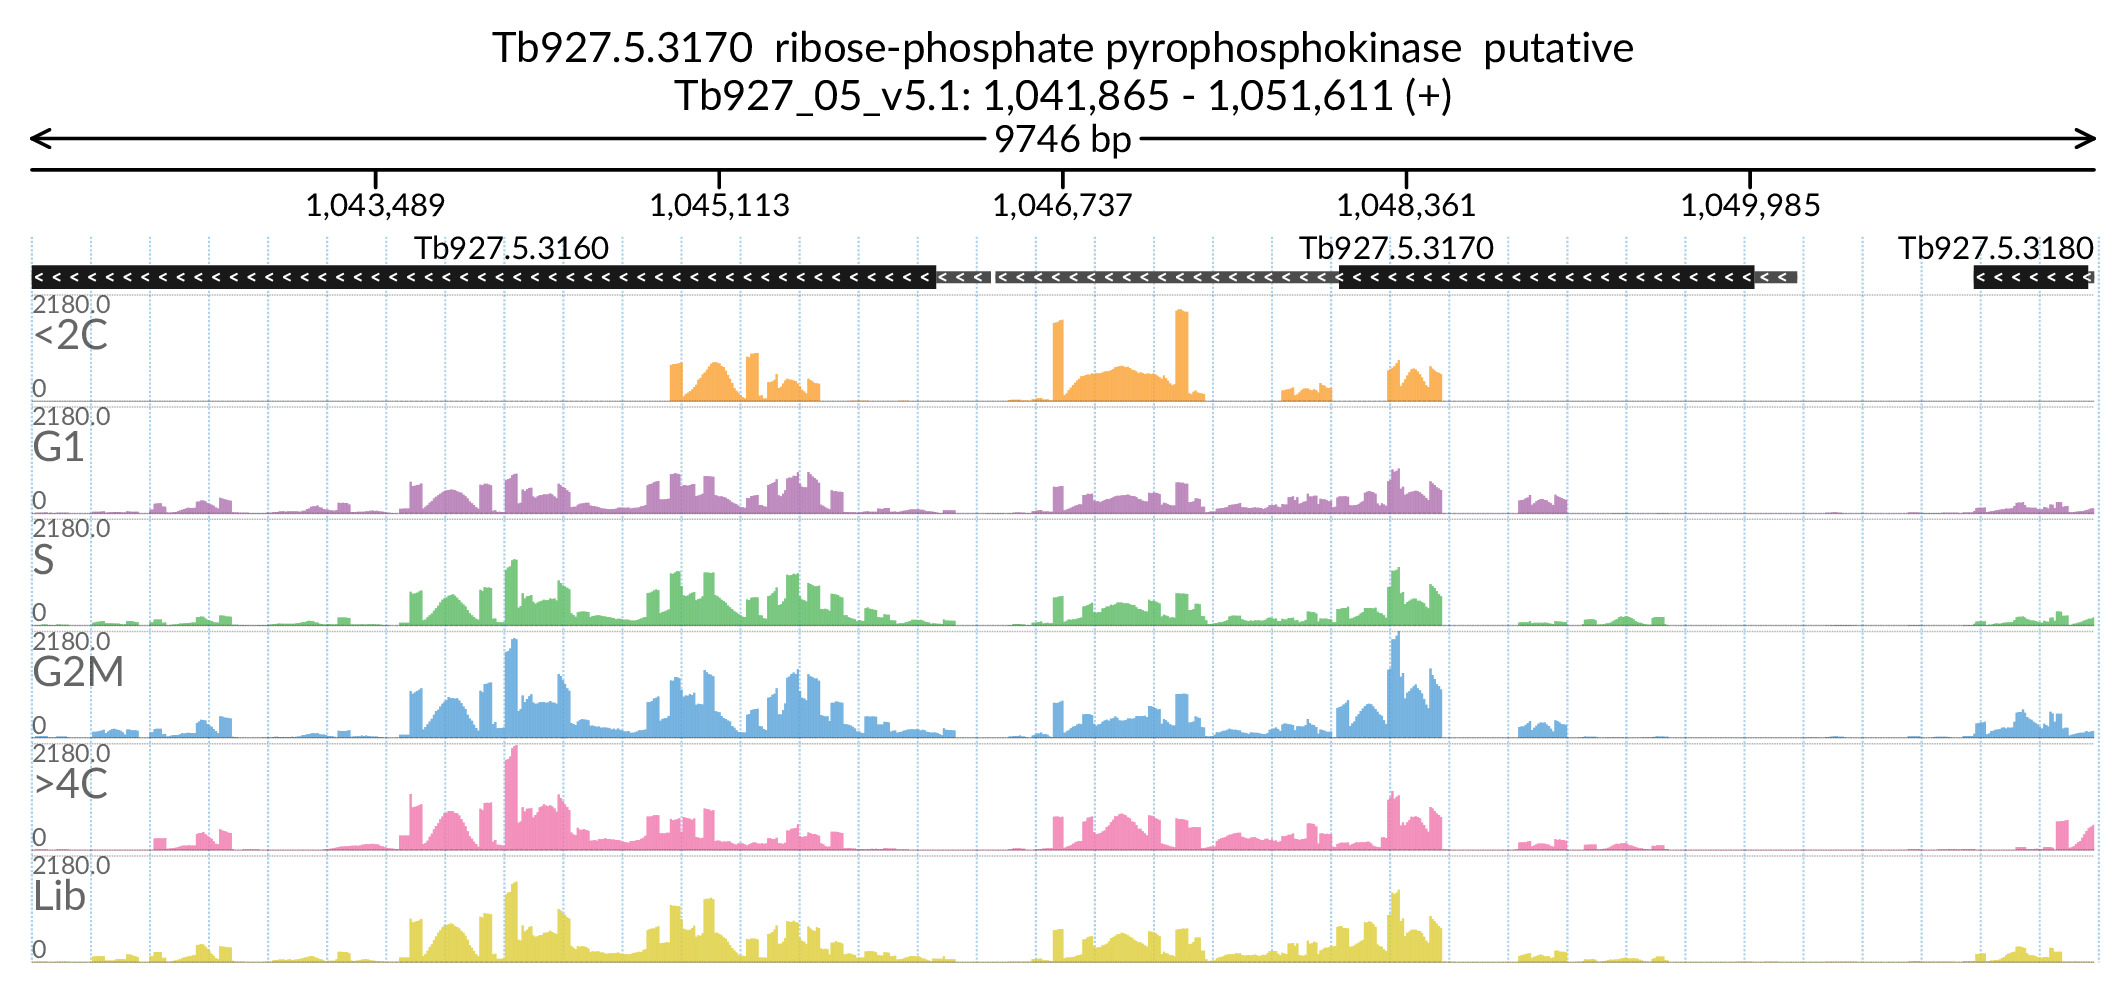 Tb927.5.3170 ribose-phosphate pyrophosphokinase putative
Tb927_05_v5.1: 1,041,865 - 1,051,611 (+)
9746 bp
1,043,489 1,045,113 1,046,737 1,048,361 1,049,985
Tb927.5.3160 Tb927.5.3170 Tb927.5.3180
2180.0
<2C
0
2180.0
G1
0
2180.0
S
0
2180.0
G2M
0
2180.0
>4C
0
2180.0
Lib
0